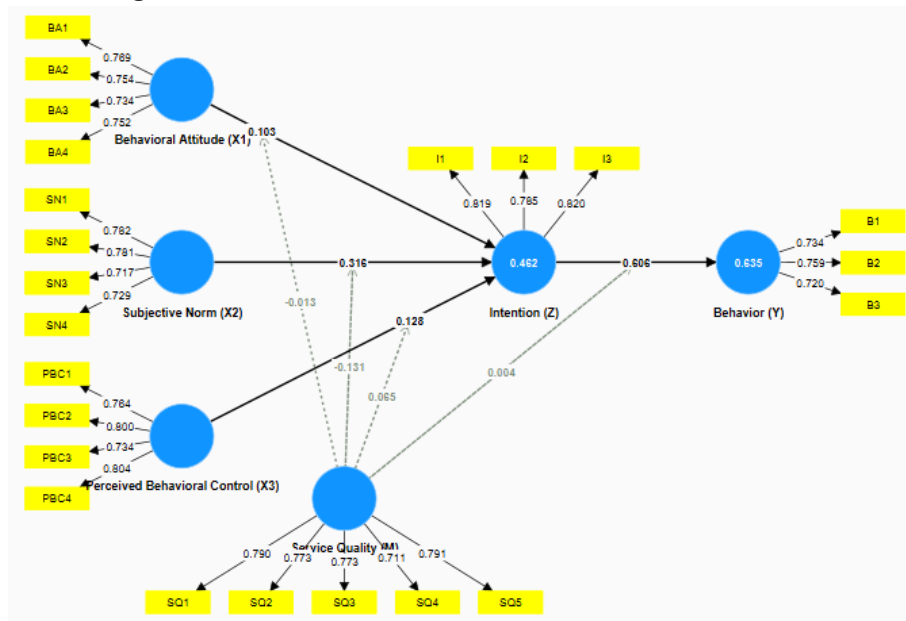 BA1
0.769
BA2
0.754
BA3
0.734
BA4
0.752
Behavioral Attitude (X1)
0.103
SN1
0.782
SN2
0.781
SN3
0.717
SN4
0.729
Subjective Norm (X2)
0.316
PBC1
0.764
PBC2
0.800
PBC3
0.734
PBC4
0.804
Perceived Behavioral Control (X3)
0.128
I1
I2
I3
0.819
0.785
0.820
0.462
Intention (Z)
0.606
0.635
Behavior (Y)
B1
0.734
B2
0.759
B3
0.720
-0.013
-0.131
0.065
0.004
Service Quality (M)
0.790
0.773
0.773
0.711
0.791
SQ1
SQ2
SQ3
SQ4
SQ5